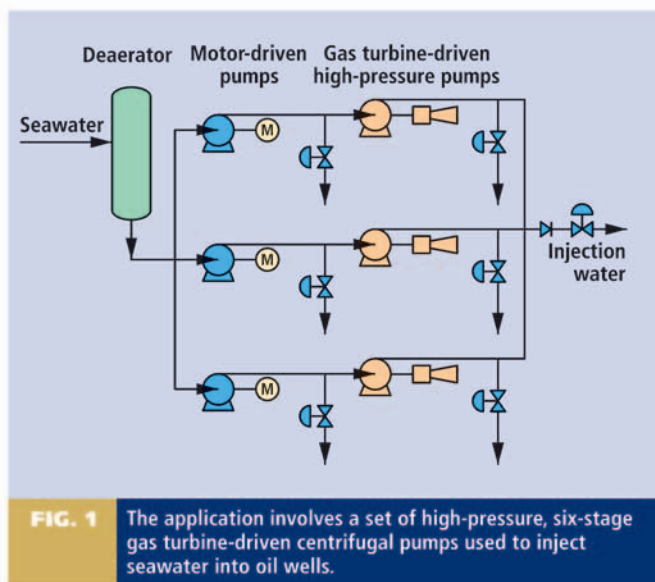 Deaerator
Motor-driven
pumps
Gas turbine-driven
high-pressure pumps
Seawater
M
M
M
Injection
water
FIG. 1
The application involves a set of high-pressure, six-stage
gas turbine-driven centrifugal pumps used to inject
seawater into oil wells.